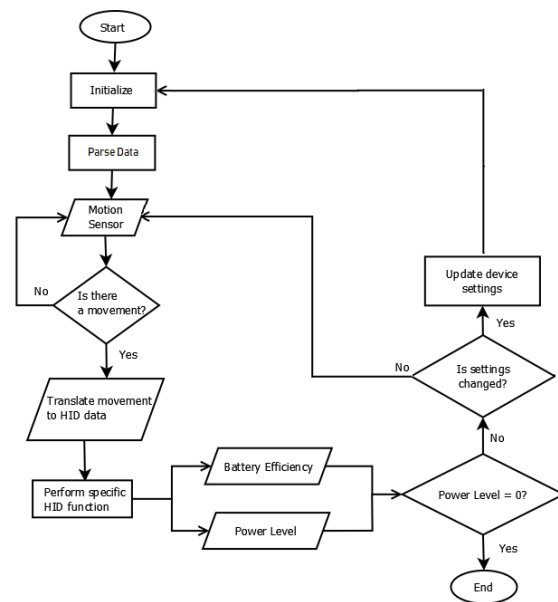 Start
Initialize
Parse Data
Motion
Sensor
No
Is there
a movement?
Yes
Translate movement
to HID data
Perform specific
HID function
Battery Efficiency
Power Level
Power Level = 0?
Yes
End
No
Is settings
changed?
No
Yes
Update device
settings